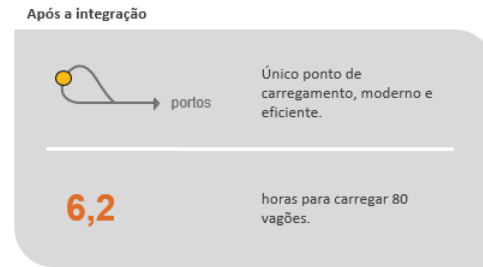 Após a integração
portos
Único ponto de
carregamento, moderno e
eficiente.
6,2
horas para carregar 80
vagões.